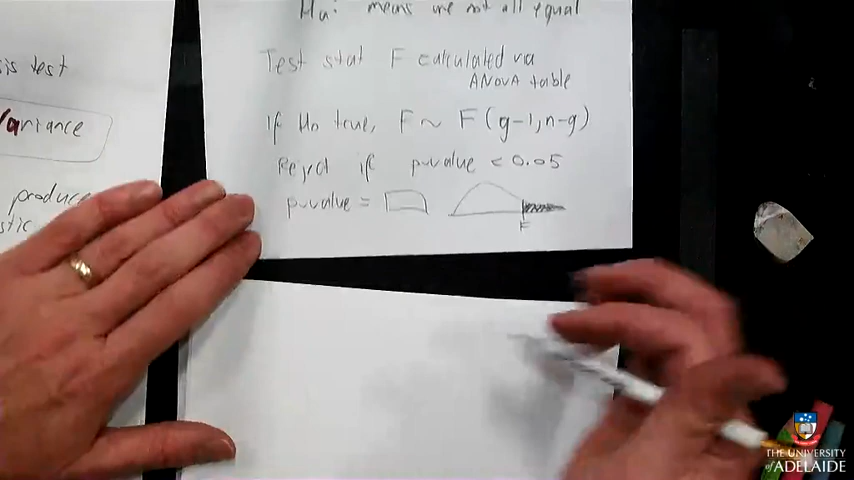 is test
Variance
produce
stic
Ha: means are not all equal
Test stat F calculated via
ANOVA table
If Ho true, F ~ F(g-1, n-g)
Reject if p-value < 0.05
p-value =
F
THE UNIVERSITY
of ADELAIDE